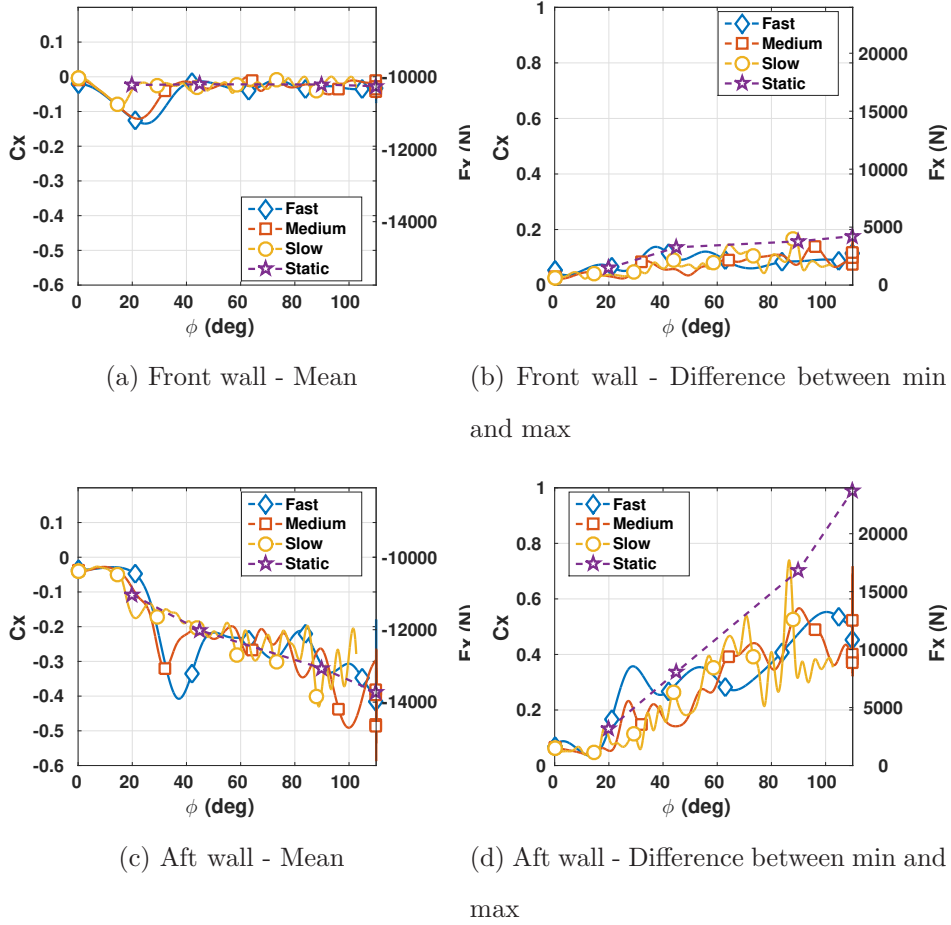 0.1
0
-0.1
-0.2
-0.3
-0.4
-0.5
-0.6
Cx
0 20 40 60 80 100
ϕ (deg)
-10000
-12000
-14000
Fx (N)
Fast
Medium
Slow
Static
(a) Front wall - Mean
1
0.8
0.6
0.4
0.2
0
Cx
0 20 40 60 80 100
ϕ (deg)
20000
15000
10000
5000
0
Fx (N)
Fast
Medium
Slow
Static
(b) Front wall - Difference between min
and max
0.1
0
-0.1
-0.2
-0.3
-0.4
-0.5
-0.6
Cx
0 20 40 60 80 100
ϕ (deg)
-10000
-12000
-14000
Fx (N)
Fast
Medium
Slow
Static
(c) Aft wall - Mean
1
0.8
0.6
0.4
0.2
0
Cx
0 20 40 60 80 100
ϕ (deg)
20000
15000
10000
5000
0
Fx (N)
Fast
Medium
Slow
Static
(d) Aft wall - Difference between min and
max